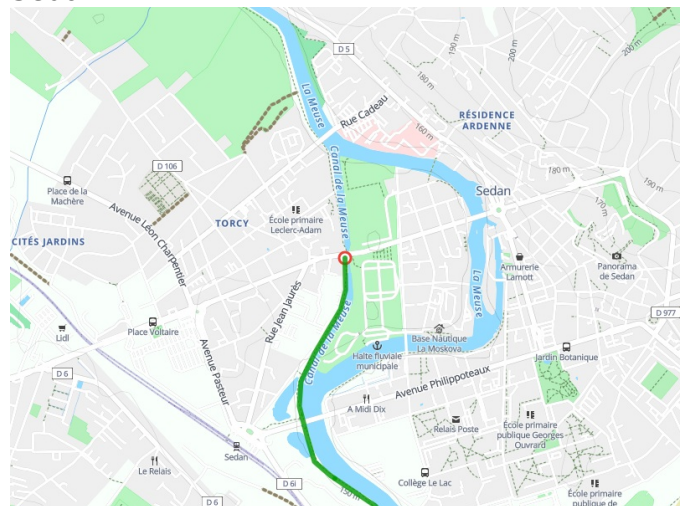 D 5
190 m
200 m
200 m
180 m
La Meuse
Rue Cadeau
160 m
RÉSIDENCE
ARDENNE
D 106
180 m
190 m
Place de la
Machère
Sedan
170 m
Canal de la Meuse
École primaire
Leclerc-Adam
TORCY
Avenue Léon Charpentier
CITÉS JARDINS
La Meuse
Armurerie
Lamott
Panorama
de Sedan
Rue Jean Jaurès
D 977
Lidl
Place Voltaire
Canal de la Meuse
Base Nautique
La Moskova
Halte fluviale
municipale
Jardin Botanique
D 6
Avenue Pasteur
Avenue Philippoteaux
A Midi Dix
Relais Poste
École primaire
publique Georges
Ouvrard
Sedan
Le Relais
Collège Le Lac
D 6i
150 m
D 6
École primaire
publique de